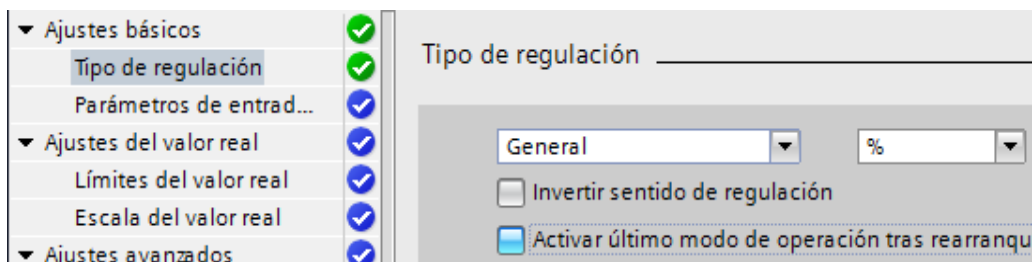 Ajustes básicos
Tipo de regulación
Parámetros de entrad...
Ajustes del valor real
Límites del valor real
Escala del valor real
Ajustes avanzados
Tipo de regulación
General
%
Invertir sentido de regulación
Activar último modo de operación tras rearranqu